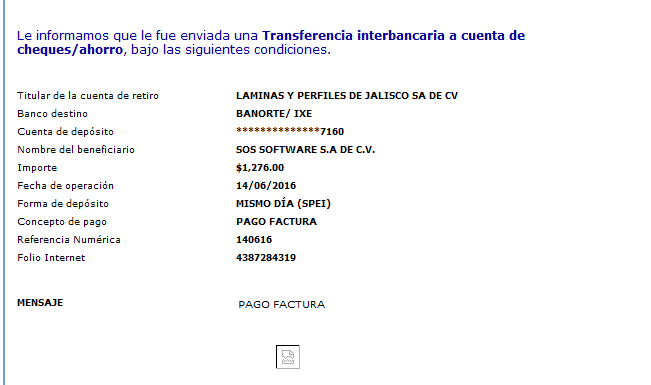 Le informamos que le fue enviada una Transferencia interbancaria a cuenta de
cheques/ahorro, bajo las siguientes condiciones.
Titular de la cuenta de retiro LAMINAS Y PERFILES DE JALISCO SA DE CV
Banco destino BANORTE/ IXE
Cuenta de depósito **************7160
Nombre del beneficiario SOS SOFTWARE S.A DE C.V.
Importe $1,276.00
Fecha de operación 14/06/2016
Forma de depósito MISMO DÍA (SPEI)
Concepto de pago PAGO FACTURA
Referencia Numérica 140616
Folio Internet 4387284319
MENSAJE PAGO FACTURA